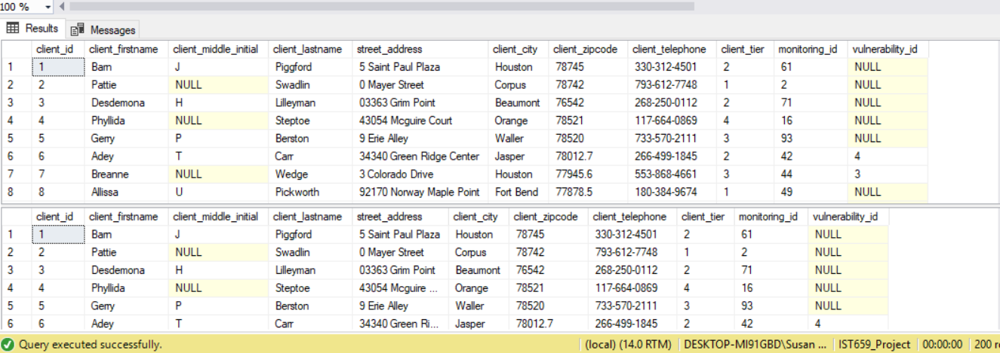 100 %
Results Messages
client_id client_firstname client_middle_initial client_lastname street_address client_city client_zipcode client_telephone client_tier monitoring_id vulnerability_id
1 1 Barn J Piggford 5 Saint Paul Plaza Houston 78745 330-312-4501 2 61 NULL
2 2 Pattie NULL Swadlin 0 Mayer Street Corpus 78742 793-612-7748 1 2 NULL
3 3 Desdemona H Lilleyman 03363 Grim Point Beaumont 76542 268-250-0112 2 71 NULL
4 4 Phyllida NULL Steptoe 43054 Mcguire Court Orange 78521 117-664-0869 4 16 NULL
5 5 Gerry P Berston 9 Erie Alley Waller 78520 733-570-2111 3 93 NULL
6 6 Adey T Carr 34340 Green Ridge Center Jasper 78012.7 266-499-1845 2 42 4
7 7 Breanne NULL Wedge 3 Colorado Drive Houston 77945.6 553-868-4661 3 44 3
8 8 Allissa U Pickworth 92170 Norway Maple Point Fort Bend 77878.5 180-384-9674 1 49 NULL
client_id client_firstname client_middle_initial client_lastname street_address client_city client_zipcode client_telephone client_tier monitoring_id vulnerability_id
1 1 Barn J Piggford 5 Saint Paul Plaza Houston 78745 330-312-4501 2 61 NULL
2 2 Pattie NULL Swadlin 0 Mayer Street Corpus 78742 793-612-7748 1 2 NULL
3 3 Desdemona H Lilleyman 03363 Grim Point Beaumont 76542 268-250-0112 2 71 NULL
4 4 Phyllida NULL Steptoe 43054 Mcguire ... Orange 78521 117-664-0869 4 16 NULL
5 5 Gerry P Berston 9 Erie Alley Waller 78520 733-570-2111 3 93 NULL
6 6 Adey T Carr 34340 Green Ri... Jasper 78012.7 266-499-1845 2 42 4
Query executed successfully. (local) (14.0 RTM) DESKTOP-MI91GBD\Susan ... IST659_Project 00:00:00 200